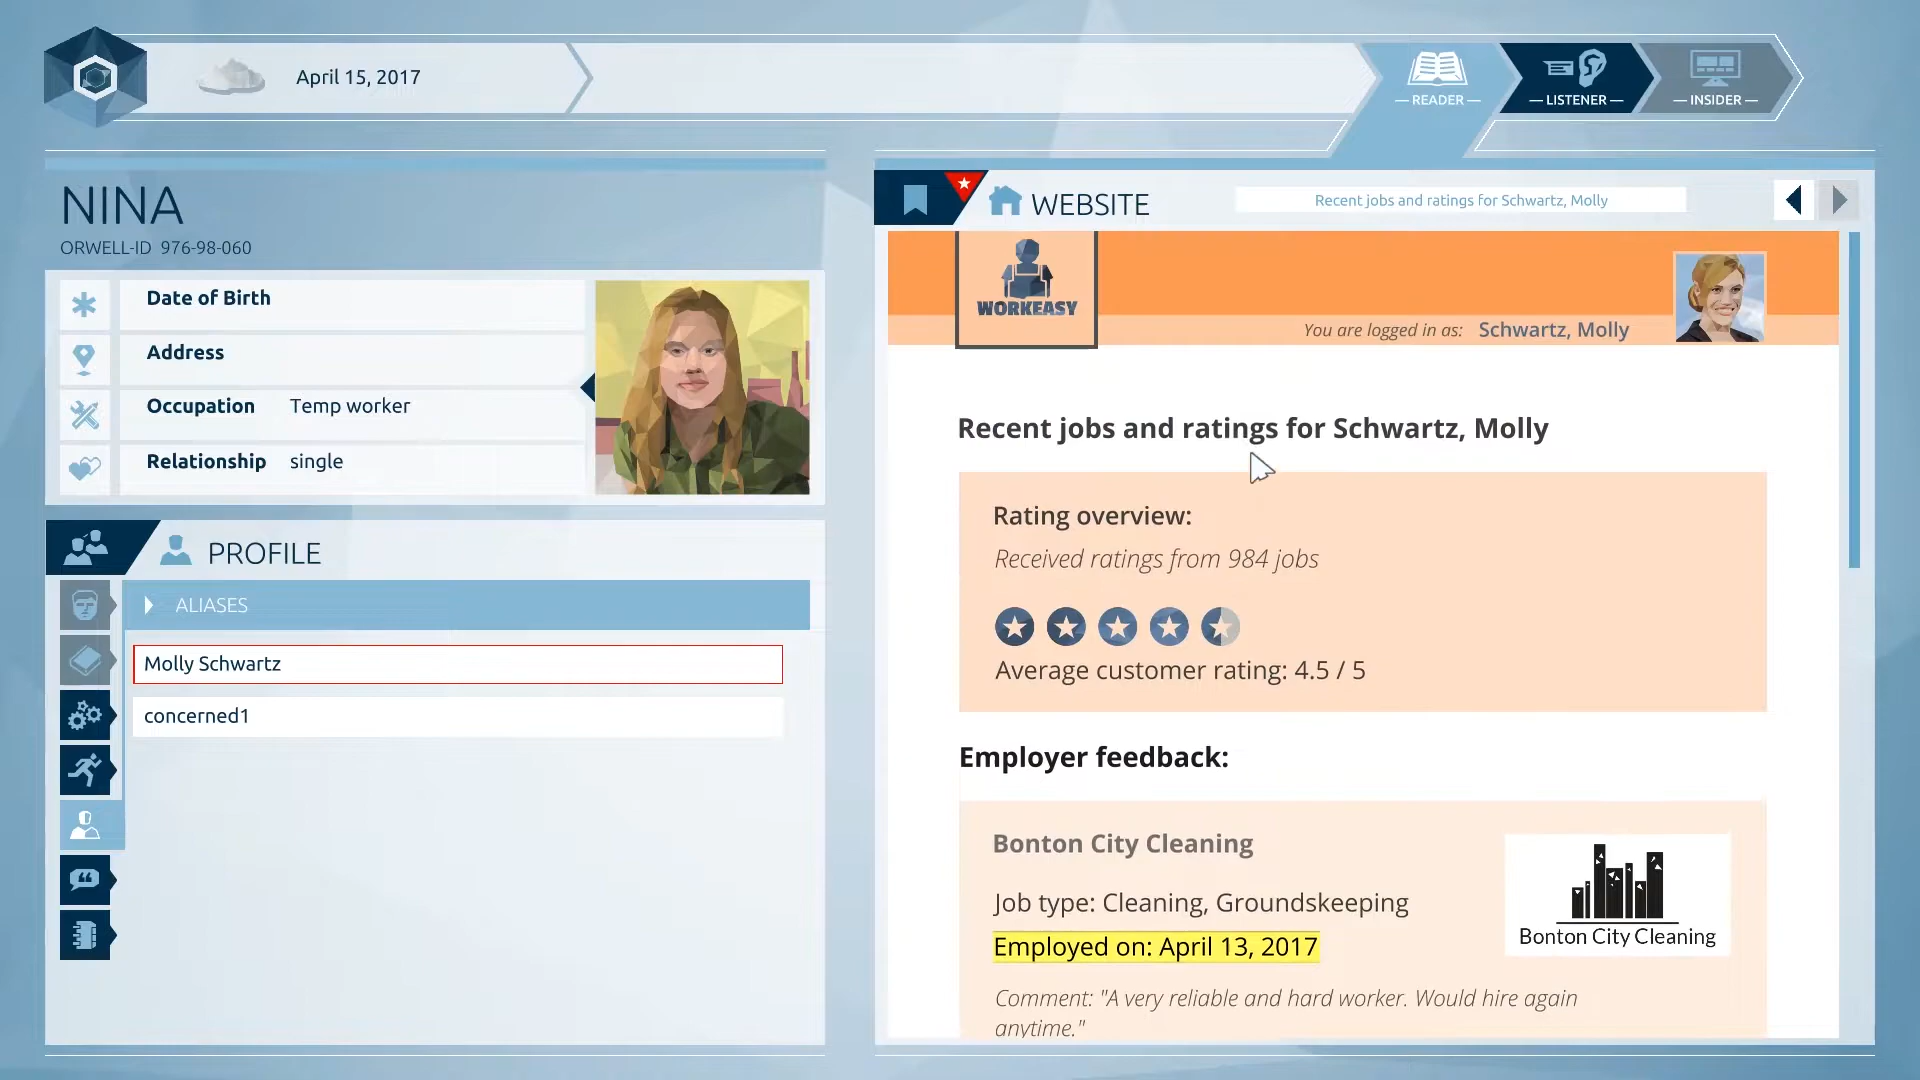 April 15, 2017
READER
LISTENER
INSIDER
NINA
ORWELL-ID 976-98-060
Date of Birth
Address
Occupation Temp worker
Relationship single
PROFILE
ALIASES
Molly Schwartz
concerned1
WEBSITE
Recent jobs and ratings for Schwartz, Molly
WORKEASY
You are logged in as: Schwartz, Molly
Recent jobs and ratings for Schwartz, Molly
Rating overview:
Received ratings from 984 jobs
Average customer rating: 4.5 / 5
Employer feedback:
Bonton City Cleaning
Job type: Cleaning, Groundskeeping
Employed on: April 13, 2017
Bonton City Cleaning
Comment: "A very reliable and hard worker. Would hire again
anytime."